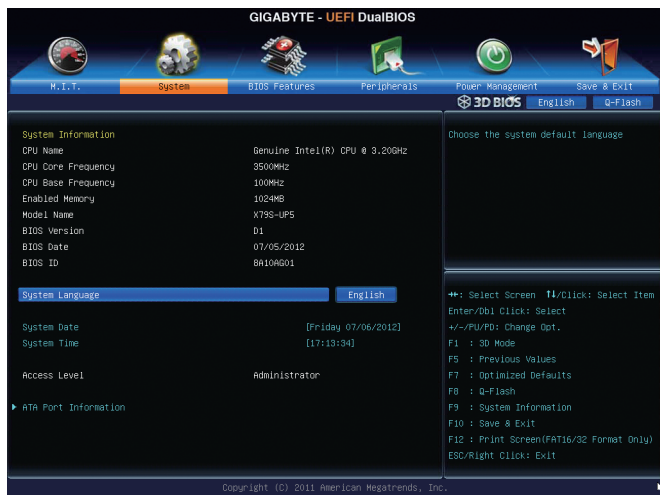 GIGABYTE - UEFI DualBIOS
M.I.T. System BIOS Features Peripherals Power Management Save & Exit
3D BIOS English Q-Flash
System Information
CPU Name Genuine Intel(R) CPU @ 3.20GHz
CPU Core Frequency 3500MHz
CPU Base Frequency 100MHz
Enabled Memory 1024MB
Model Name X79S-UP5
BIOS Version D1
BIOS Date 07/05/2012
BIOS ID 8A10AG01
System Language English
System Date [Friday 07/06/2012]
System Time [17:13:34]
Access Level Administrator
ATA Port Information
Choose the system default language
→←: Select Screen ↑↓/Click: Select Item
Enter/Dbl Click: Select
+/-/PU/PD: Change Opt.
F1 : 3D Mode
F5 : Previous Values
F7 : Optimized Defaults
F8 : Q-Flash
F9 : System Information
F10 : Save & Exit
F12 : Print Screen(FAT16/32 Format Only)
ESC/Right Click: Exit
Copyright (C) 2011 American Megatrends, Inc.